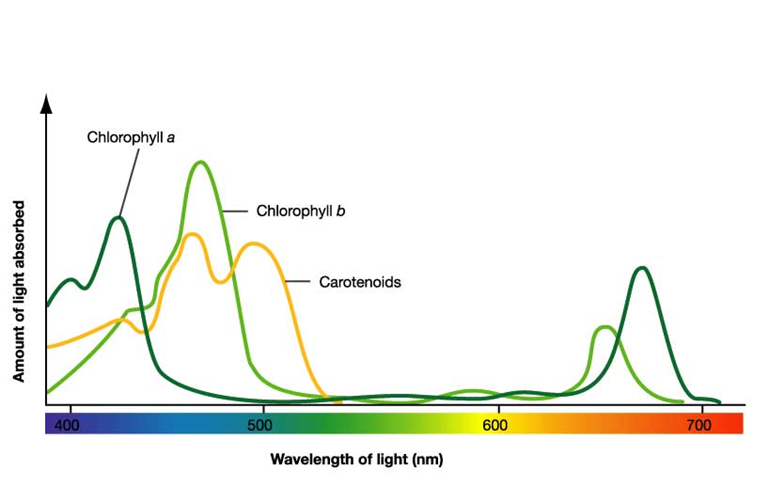 Chlorophyll a
Chlorophyll b
Carotenoids
Amount of light absorbed
400 500 600 700
Wavelength of light (nm)